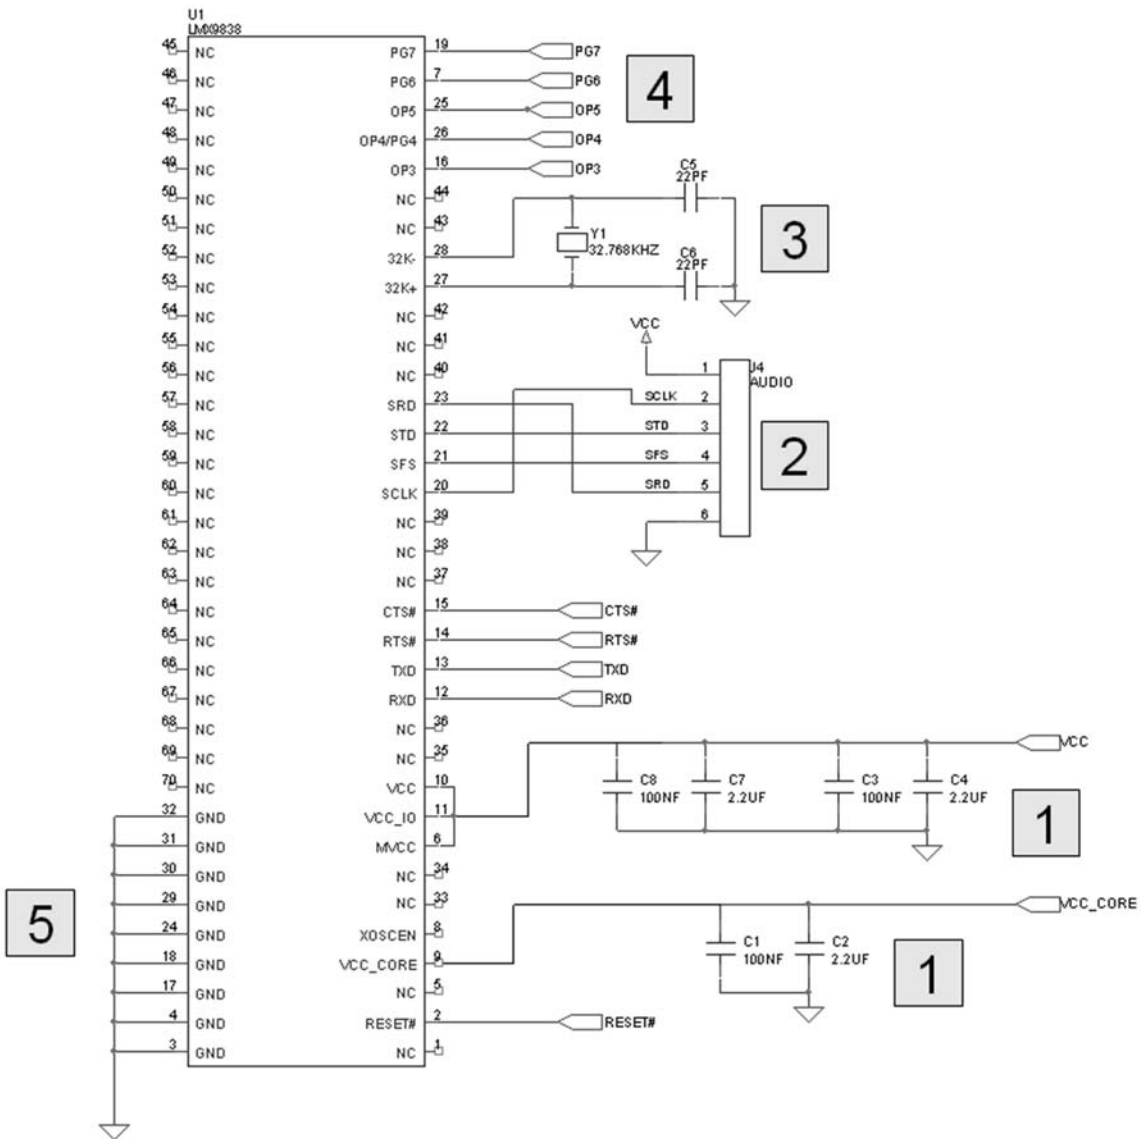 U1
LMX9838
45 NC PG7 19 PG7
46 NC PG6 7 PG6
4
47 NC OP5 25 OP5
48 NC OP4/PG4 26 OP4
49 NC OP3 16 OP3
C5
22PF
50 NC NC 44
51 NC NC 43
Y1
32.768KHZ
3
52 NC 32K- 28
C6
22PF
53 NC 32K+ 27
54 NC NC 42
VCC
55 NC NC 41
56 NC NC 40 1
J4
AUDIO
57 NC SRD 23 SCLK 2
58 NC STD 22 STD 3
2
59 NC SFS 21 SFS 4
60 NC SCLK 20 SRD 5
61 NC NC 39 6
62 NC NC 38
63 NC NC 37
64 NC CTS# 15 CTS#
65 NC RTS# 14 RTS#
66 NC TXD 13 TXD
67 NC RXD 12 RXD
68 NC NC 36
VCC
69 NC NC 35
70 NC VCC 10
C8 C7 C3 C4
100NF 2.2UF 100NF 2.2UF
32 GND VCC_IO 11
1
31 GND MVCC 6
30 GND NC 34
29 GND NC 33
VCC_CORE
5
24 GND XOSCEN 8
C1 C2
100NF 2.2UF
18 GND VCC_CORE 9
1
17 GND NC 5
4 GND RESET# 2 RESET#
3 GND NC 1